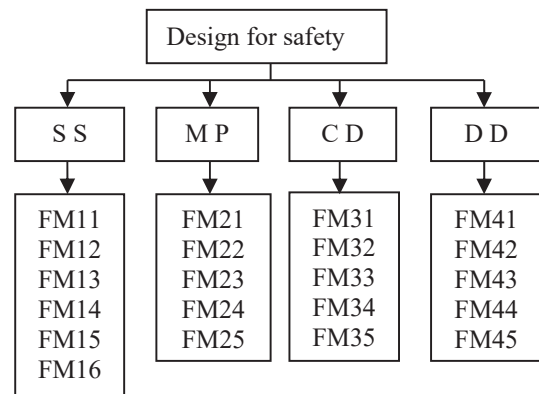 Design for safety
S S
M P
C D
D D
FM11
FM12
FM13
FM14
FM15
FM16
FM21
FM22
FM23
FM24
FM25
FM31
FM32
FM33
FM34
FM35
FM41
FM42
FM43
FM44
FM45